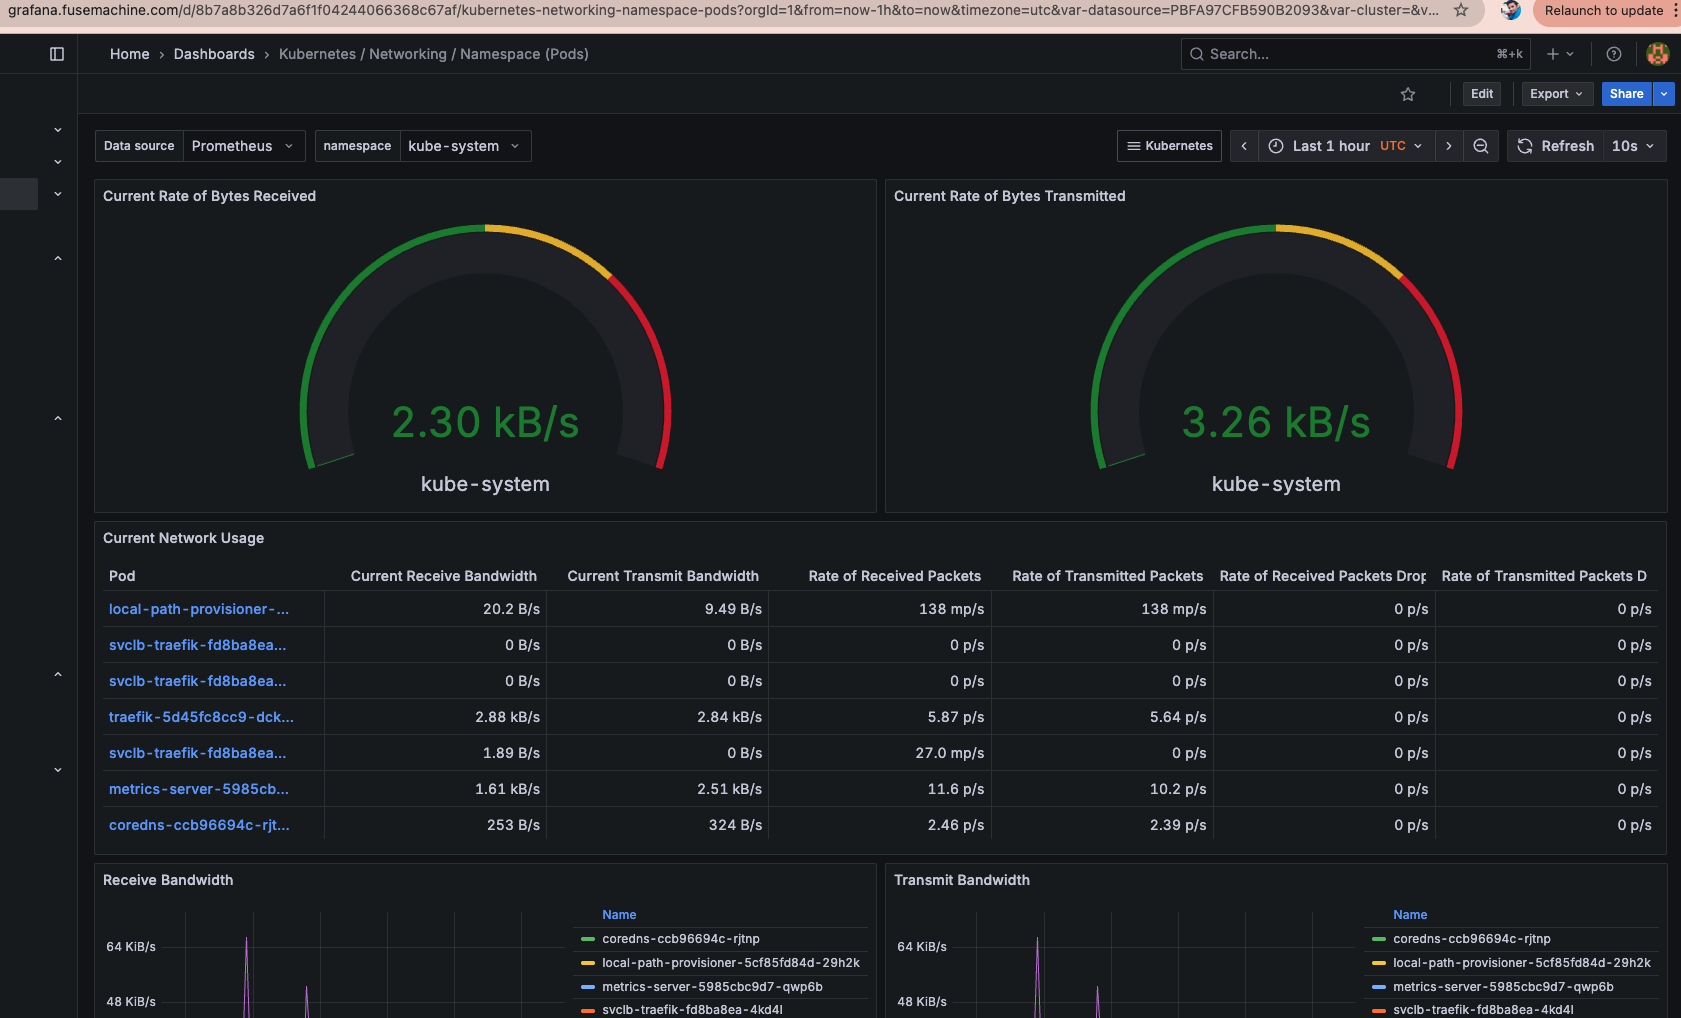 grafana.fusemachine.com/d/8b7a8b326d7a6f1f04244066368c67af/kubernetes-networking-namespace-pods?orgId=1&from=now-1h&to=now&timezone=utc&var-datasource=PBFA97CFB590B2093&var-cluster=&v...
Relaunch to update
Home › Dashboards › Kubernetes / Networking / Namespace (Pods)
Search... ⌘+k
Edit Export Share
Data source Prometheus namespace kube-system
Kubernetes Last 1 hour UTC Refresh 10s
Current Rate of Bytes Received
2.30 kB/s
kube-system
Current Rate of Bytes Transmitted
3.26 kB/s
kube-system
Current Network Usage
Pod Current Receive Bandwidth Current Transmit Bandwidth Rate of Received Packets Rate of Transmitted Packets Rate of Received Packets Drop Rate of Transmitted Packets D
local-path-provisioner-... 20.2 B/s 9.49 B/s 138 mp/s 138 mp/s 0 p/s 0 p/s
svclb-traefik-fd8ba8ea... 0 B/s 0 B/s 0 p/s 0 p/s 0 p/s 0 p/s
svclb-traefik-fd8ba8ea... 0 B/s 0 B/s 0 p/s 0 p/s 0 p/s 0 p/s
traefik-5d45fc8cc9-dck... 2.88 kB/s 2.84 kB/s 5.87 p/s 5.64 p/s 0 p/s 0 p/s
svclb-traefik-fd8ba8ea... 1.89 B/s 0 B/s 27.0 mp/s 0 p/s 0 p/s 0 p/s
metrics-server-5985cb... 1.61 kB/s 2.51 kB/s 11.6 p/s 10.2 p/s 0 p/s 0 p/s
coredns-ccb96694c-rjt... 253 B/s 324 B/s 2.46 p/s 2.39 p/s 0 p/s 0 p/s
Receive Bandwidth
64 KiB/s
48 KiB/s
Name
coredns-ccb96694c-rjtnp
local-path-provisioner-5cf85fd84d-29h2k
metrics-server-5985cbc9d7-qwp6b
svclb-traefik-fd8ba8ea-4kd4l
Transmit Bandwidth
64 KiB/s
48 KiB/s
Name
coredns-ccb96694c-rjtnp
local-path-provisioner-5cf85fd84d-29h2k
metrics-server-5985cbc9d7-qwp6b
svclb-traefik-fd8ba8ea-4kd4l